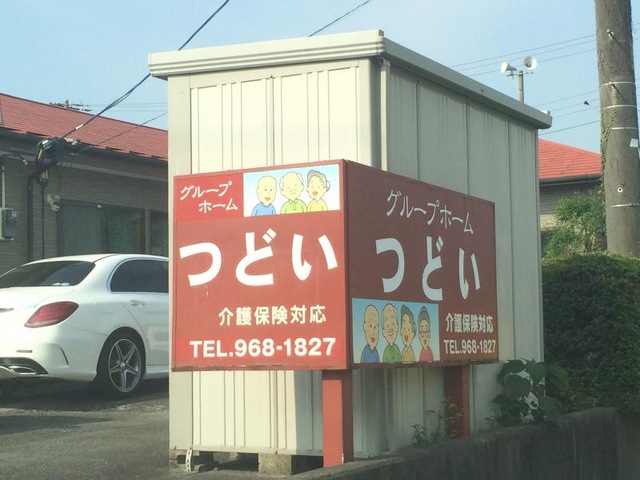 グループ
ホーム
つどい
介護保険対応
TEL.968-1827
グループホーム
つどい
介護保険対応
TEL.968-1827